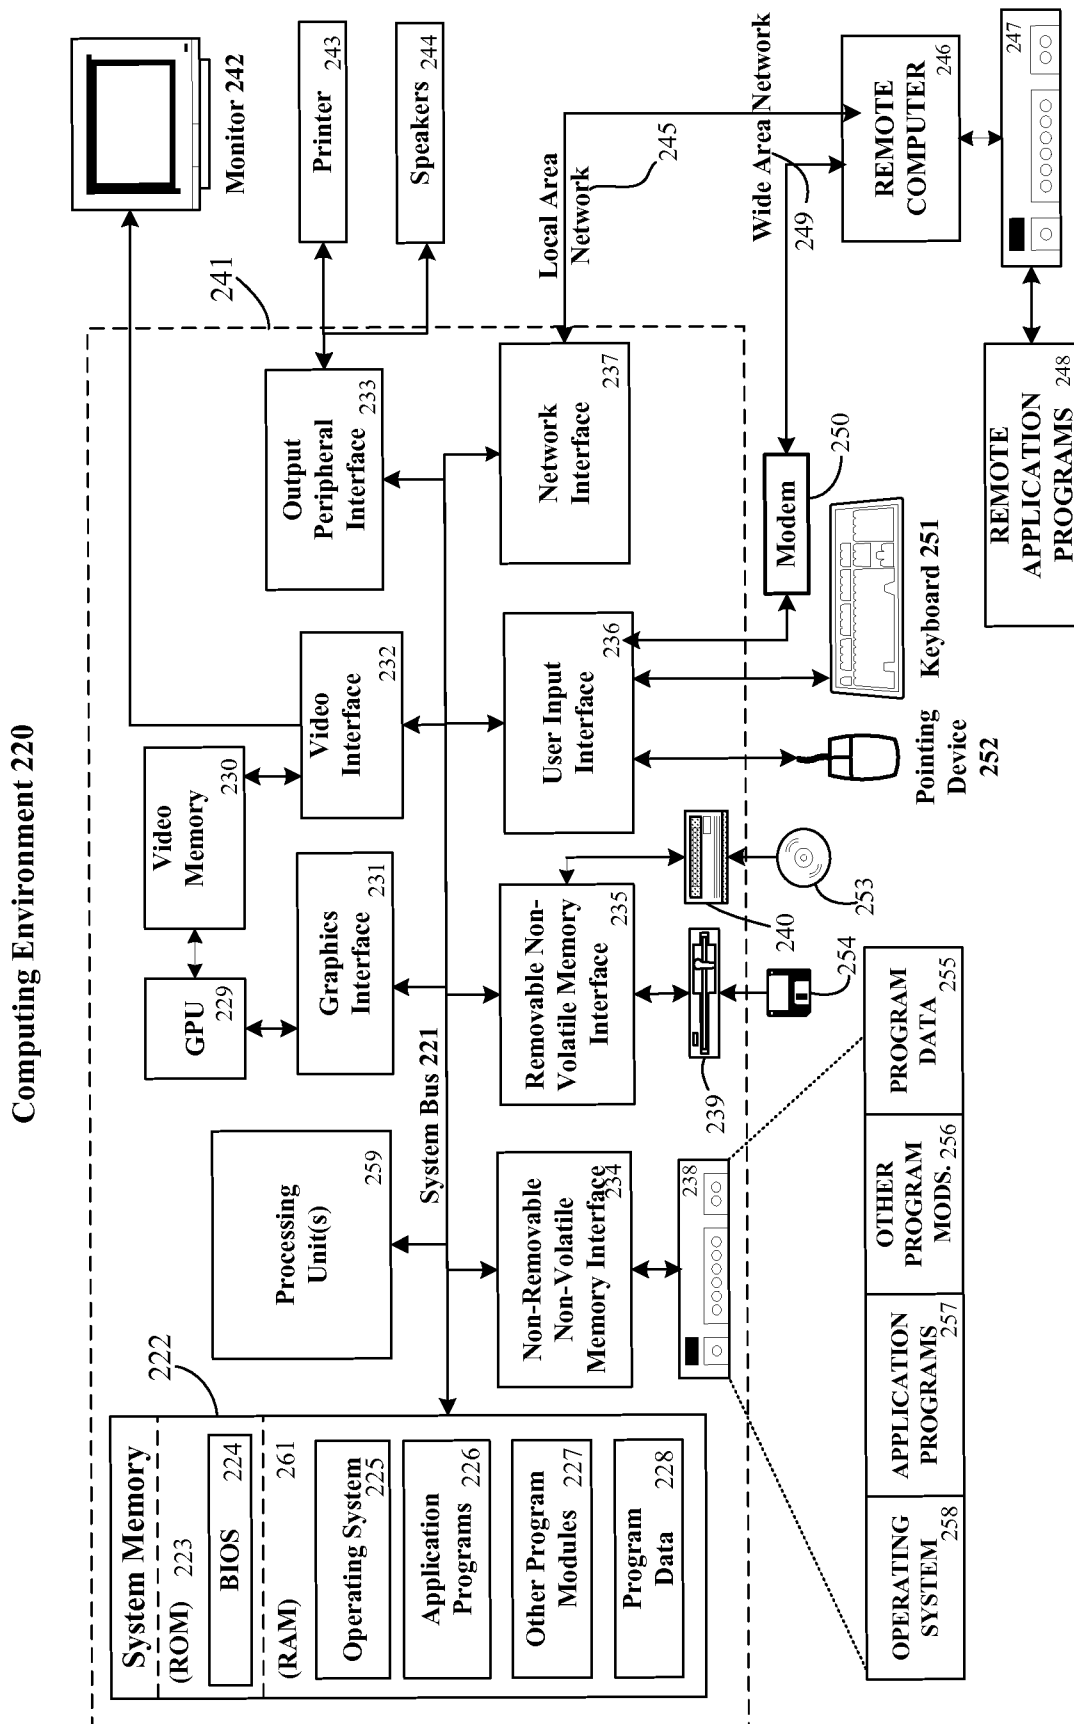 Computing Environment 220
System Memory
(ROM) 223
BIOS 224
(RAM) 261
Operating System
225
Application
Programs 226
Other Program
Modules 227
Program
Data 228
222
Processing
Unit(s)
259
GPU
229
Video
Memory
230
Graphics
Interface
231
Video
Interface
232
Output
Peripheral
Interface
233
241
Monitor 242
Printer
243
Speakers
244
System Bus 221
Non-Removable
Non-Volatile
Memory Interface
234
Removable Non-
Volatile Memory
Interface
235
User Input
Interface
236
Network
Interface
237
Local Area
Network
245
Wide Area Network
249
REMOTE
COMPUTER
246
247
REMOTE
APPLICATION
PROGRAMS
248
238
239
240
253
254
Modem
250
Keyboard 251
Pointing
Device
252
OPERATING
SYSTEM
258
APPLICATION
PROGRAMS
257
OTHER
PROGRAM
MODS. 256
PROGRAM
DATA
255